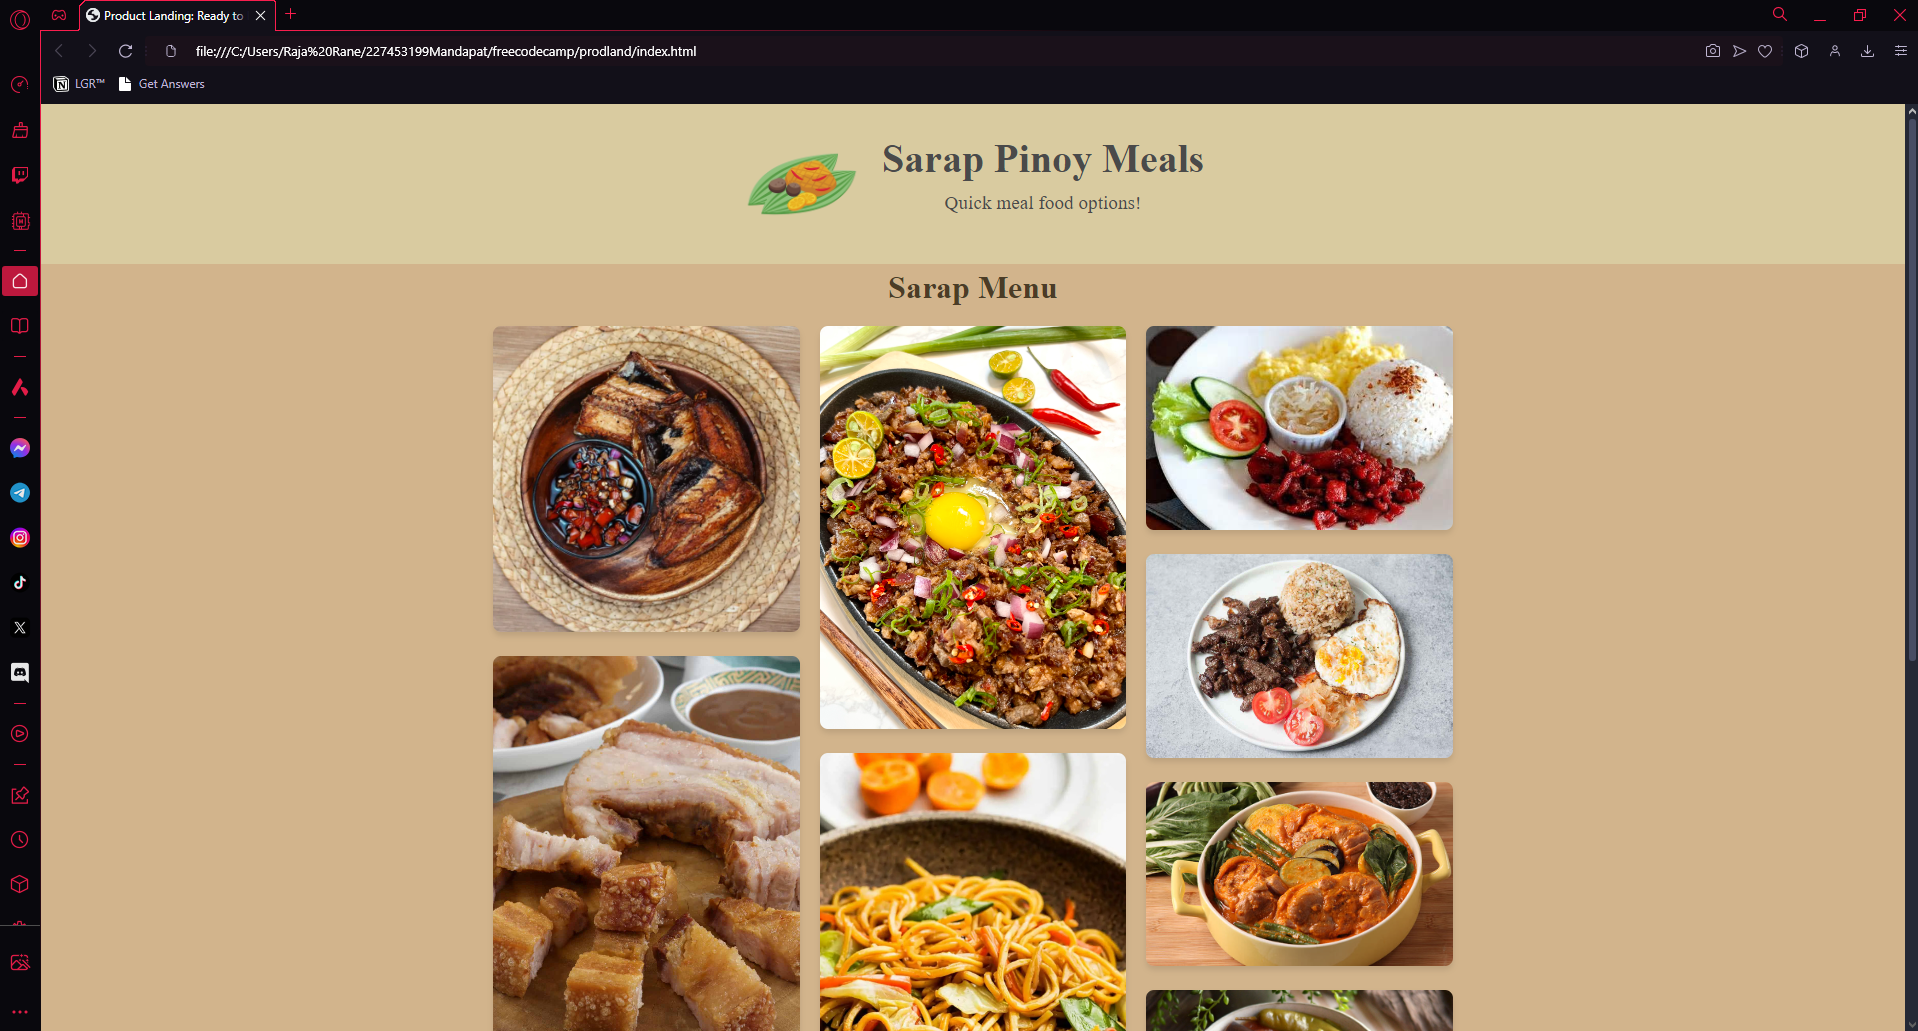 Product Landing: Ready to
file:///C:/Users/Raja%20Rane/227453199Mandapat/freecodecamp/prodland/index.html
LGR™
Get Answers
Sarap Pinoy Meals
Quick meal food options!
Sarap Menu